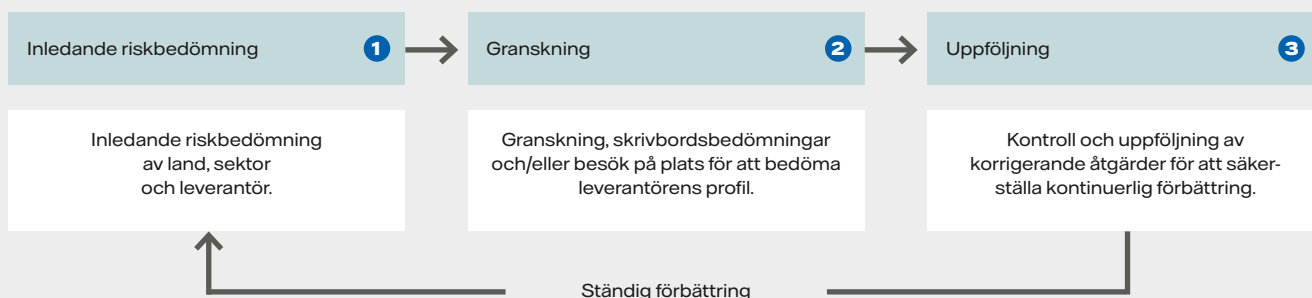 Inledande riskbedömning 1
Granskning 2
Uppföljning 3
Inledande riskbedömning
av land, sektor
och leverantör.
Granskning, skrivbordsbedömningar
och/eller besök på plats för att bedöma
leverantörens profil.
Kontroll och uppföljning av
korrigerande åtgärder för att säker-
ställa kontinuerlig förbättring.
Ständig förbättring